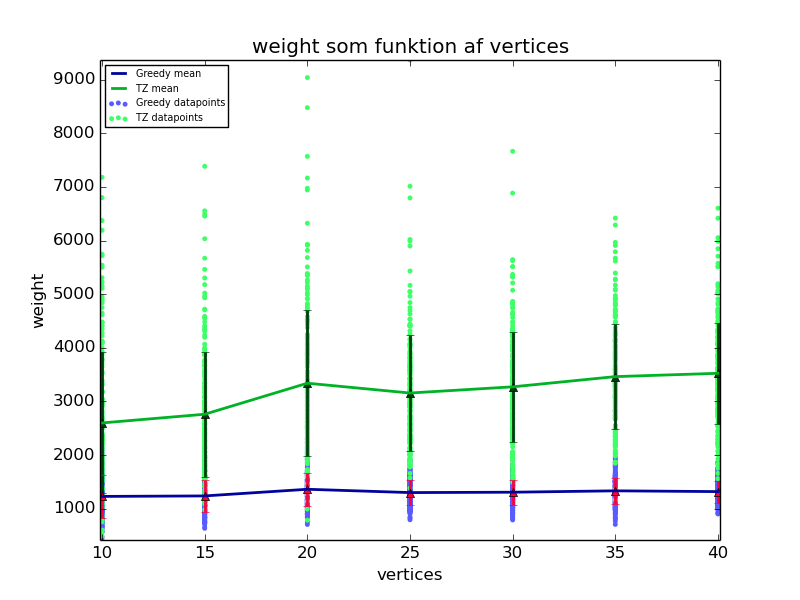 weight som funktion af vertices
Greedy mean
TZ mean
Greedy datapoints
TZ datapoints
9000
8000
7000
6000
5000
4000
3000
2000
1000
weight
10 15 20 25 30 35 40
vertices